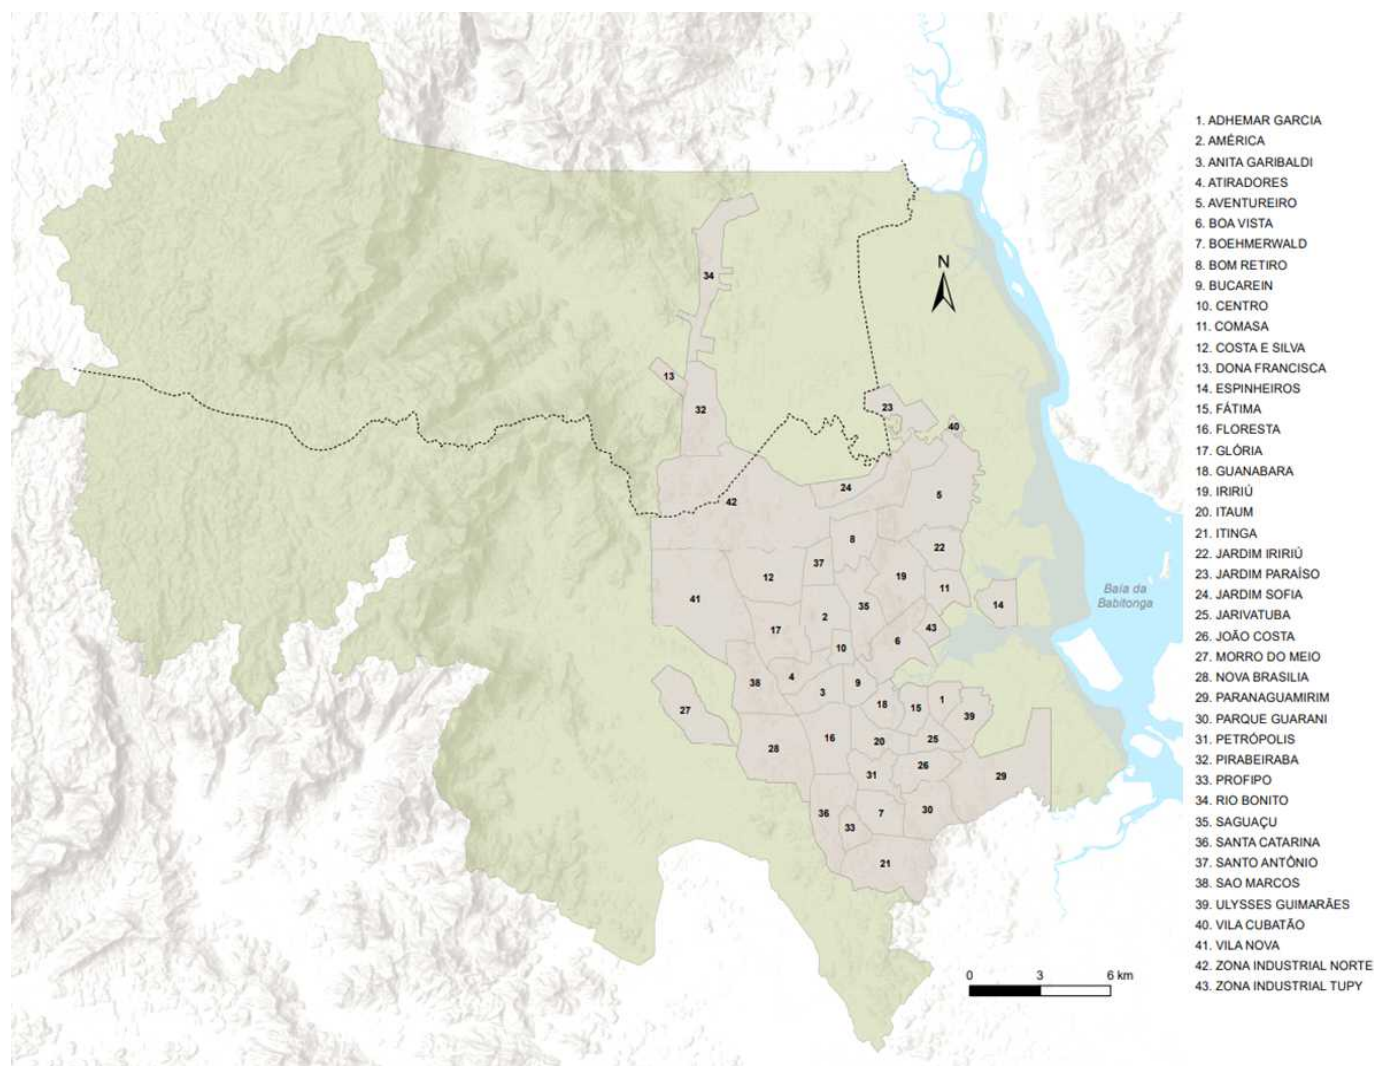 N
34
13
32
23
40
42
24
5
8
22
37
12
19
11
41
35
14
2
43
17
6
10
4
38
9
3
1
27
18
15
39
16
20
25
28
26
31
29
36
7
30
33
21
Baía da
Babitonga
0 3 6 km
1. ADHEMAR GARCIA
2. AMÉRICA
3. ANITA GARIBALDI
4. ATIRADORES
5. AVENTUREIRO
6. BOA VISTA
7. BOEHMERWALD
8. BOM RETIRO
9. BUCAREIN
10. CENTRO
11. COMASA
12. COSTA E SILVA
13. DONA FRANCISCA
14. ESPINHEIROS
15. FÁTIMA
16. FLORESTA
17. GLÓRIA
18. GUANABARA
19. IRIRIÚ
20. ITAUM
21. ITINGA
22. JARDIM IRIRIÚ
23. JARDIM PARAÍSO
24. JARDIM SOFIA
25. JARIVATUBA
26. JOÃO COSTA
27. MORRO DO MEIO
28. NOVA BRASILIA
29. PARANAGUAMIRIM
30. PARQUE GUARANI
31. PETRÓPOLIS
32. PIRABEIRABA
33. PROFIPO
34. RIO BONITO
35. SAGUAÇU
36. SANTA CATARINA
37. SANTO ANTÔNIO
38. SAO MARCOS
39. ULYSSES GUIMARÃES
40. VILA CUBATÃO
41. VILA NOVA
42. ZONA INDUSTRIAL NORTE
43. ZONA INDUSTRIAL TUPY